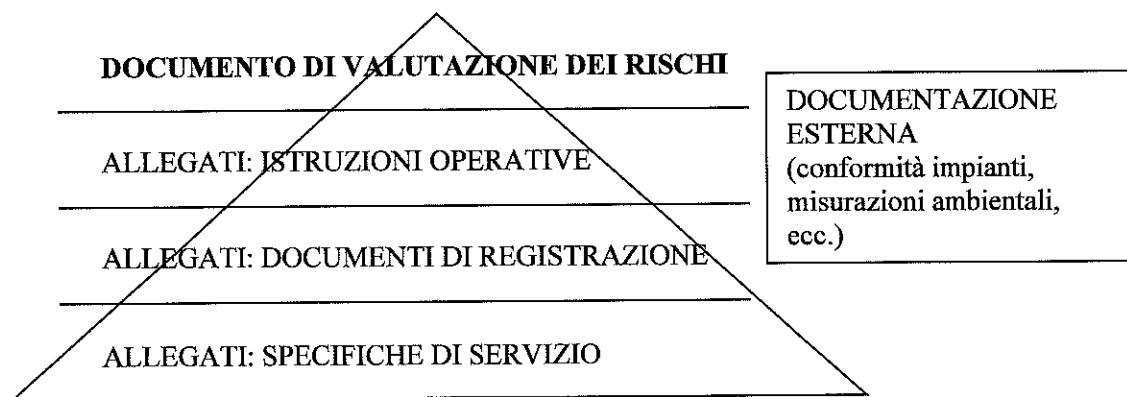 DOCUMENTO DI VALUTAZIONE DEI RISCHI
ALLEGATI: ISTRUZIONI OPERATIVE
ALLEGATI: DOCUMENTI DI REGISTRAZIONE
ALLEGATI: SPECIFICHE DI SERVIZIO
DOCUMENTAZIONE
ESTERNA
(conformità impianti,
misurazioni ambientali,
ecc.)